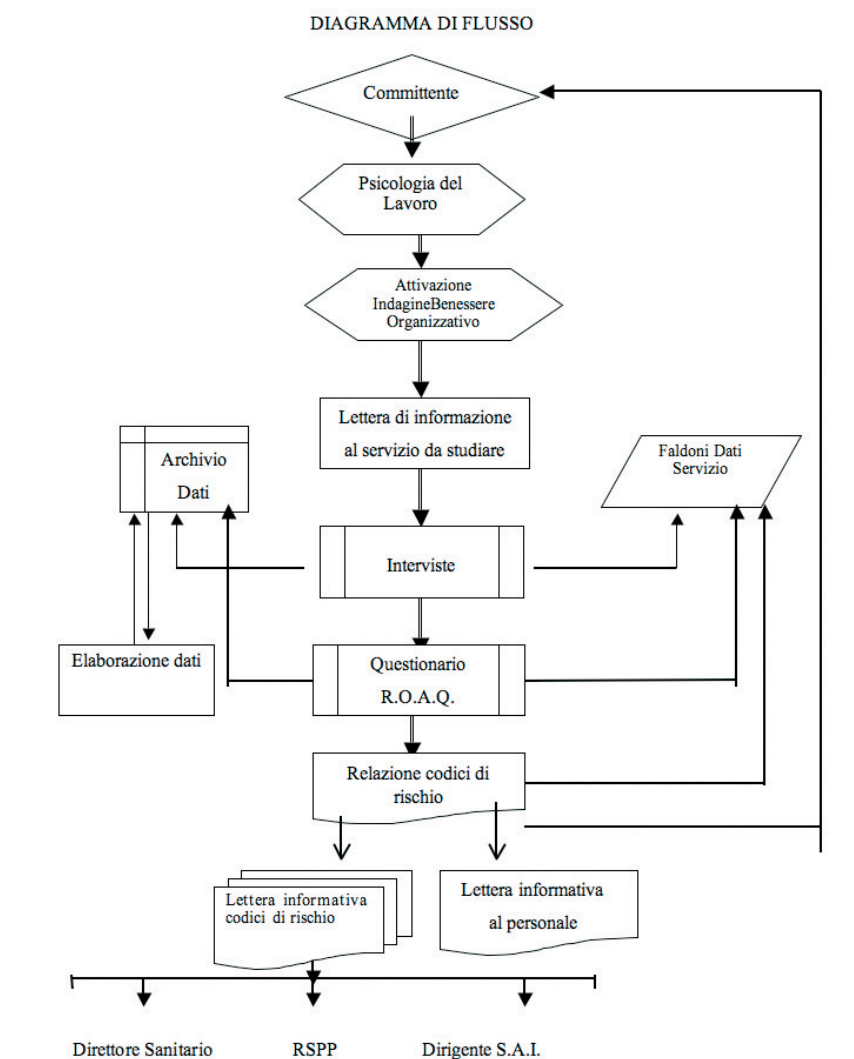 DIAGRAMMA DI FLUSSO
Committente
Psicologia del
Lavoro
Attivazione
IndagineBenessere
Organizzativo
Lettera di informazione
al servizio da studiare
Archivio
Dati
Faldoni Dati
Servizio
Interviste
Elaborazione dati
Questionario
R.O.A.Q.
Relazione codici di
rischio
Lettera informativa
codici di rischio
Lettera informativa
al personale
Direttore Sanitario
RSPP
Dirigente S.A.I.